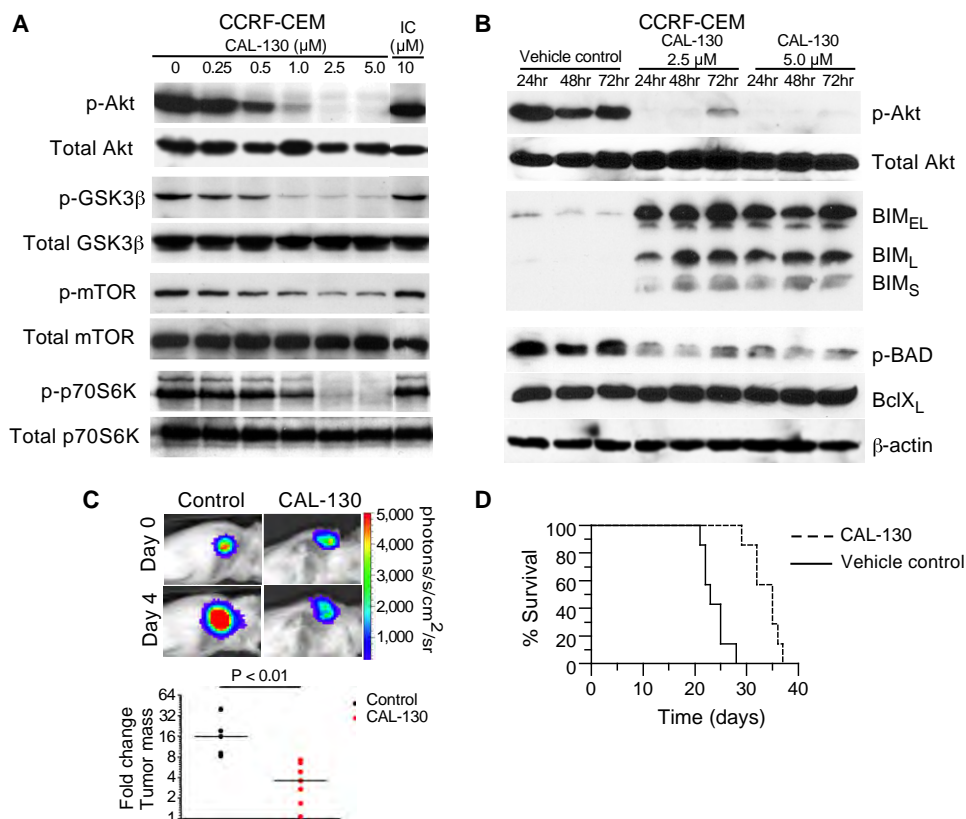 A
CCRF-CEM
CAL-130 (μM)
IC (μM)
0 0.25 0.5 1.0 2.5 5.0 10
p-Akt
Total Akt
p-GSK3β
Total GSK3β
p-mTOR
Total mTOR
p-p70S6K
Total p70S6K
B
CCRF-CEM
Vehicle control
CAL-130 2.5 μM
CAL-130 5.0 μM
24hr 48hr 72hr 24hr 48hr 72hr 24hr 48hr 72hr
p-Akt
Total Akt
BIM_EL
BIM_L
BIM_S
p-BAD
BclX_L
β-actin
C
Control CAL-130
Day 0
Day 4
5,000
4,000
3,000
2,000
1,000
photons/s/cm²/sr
P < 0.01
Control
CAL-130
64
32
16
8
4
2
1
Fold change
Tumor mass
D
100
80
60
40
20
0
% Survival
0 10 20 30 40
Time (days)
CAL-130
Vehicle control